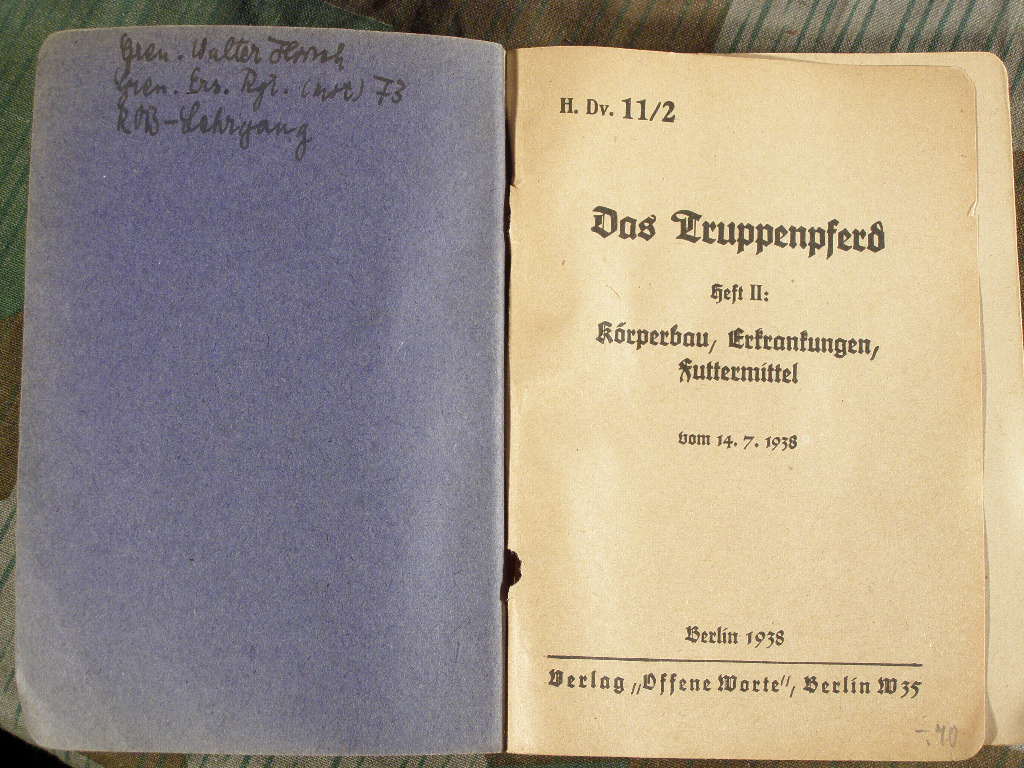 Gren. Walter
Gren. Ers. Rgt. (mot) 73
-Lehrgang
H. Dv. 11/2
Das Truppenpferd
Heft II:
Körperbau, Erkrankungen,
Futtermittel
vom 14. 7. 1938
Berlin 1938
Verlag „Offene Worte“, Berlin W 35
-.70